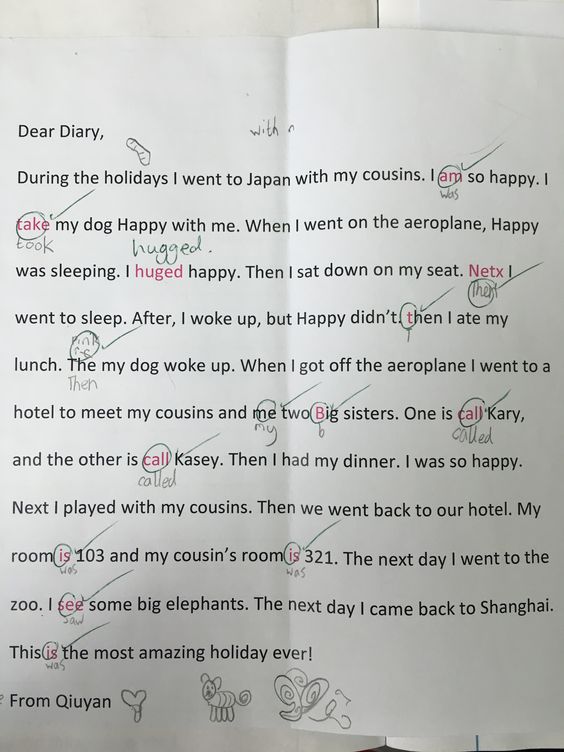 Dear Diary,
with
During the holidays I went to Japan with my cousins. I am so happy. I
was
take my dog Happy with me. When I went on the aeroplane, Happy
took
hugged.
was sleeping. I huged happy. Then I sat down on my seat. Netx I
went to sleep. After, I woke up, but Happy didn't. then I ate my
T
lunch. The my dog woke up. When I got off the aeroplane I went to a
Then
hotel to meet my cousins and me two Big sisters. One is call Kary,
my
b
called
and the other is call Kasey. Then I had my dinner. I was so happy.
called
Next I played with my cousins. Then we went back to our hotel. My
room is 103 and my cousin's room is 321. The next day I went to the
was
was
zoo. I see some big elephants. The next day I came back to Shanghai.
saw
This is the most amazing holiday ever!
was
From Qiuyan